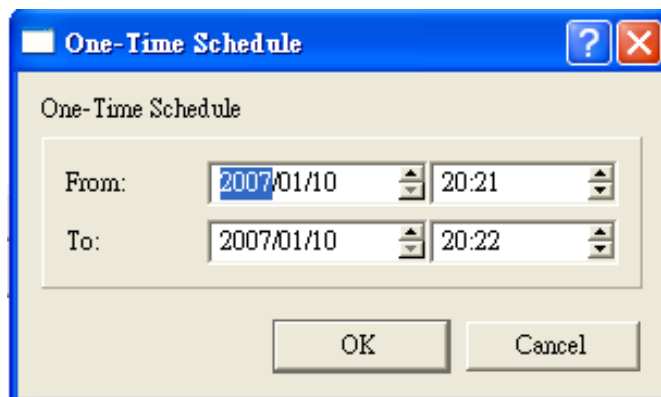 One-Time Schedule
One-Time Schedule
From: 2007/01/10 20:21
To: 2007/01/10 20:22
OK Cancel